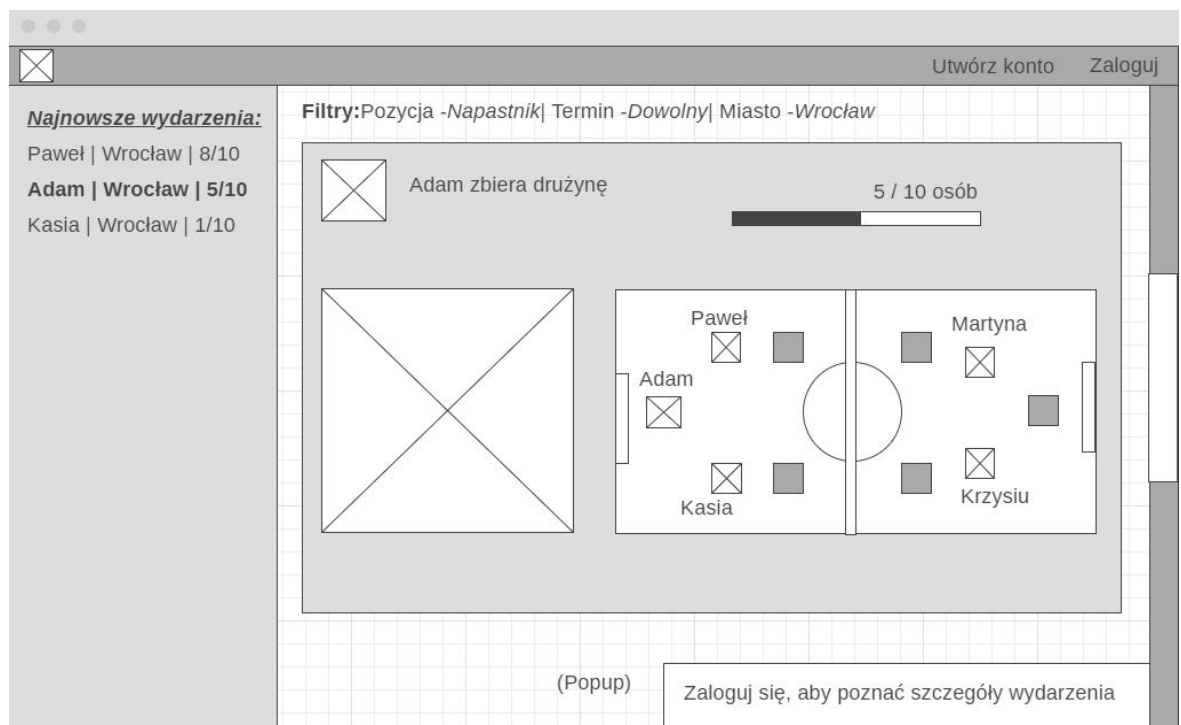 Utwórz konto Zaloguj
Najnowsze wydarzenia:
Paweł | Wrocław | 8/10
Adam | Wrocław | 5/10
Kasia | Wrocław | 1/10
Filtry:Pozycja -Napastnik| Termin -Dowolny| Miasto -Wrocław
Adam zbiera drużynę
5 / 10 osób
Paweł
Martyna
Adam
Kasia
Krzysiu
(Popup)
Zaloguj się, aby poznać szczegóły wydarzenia